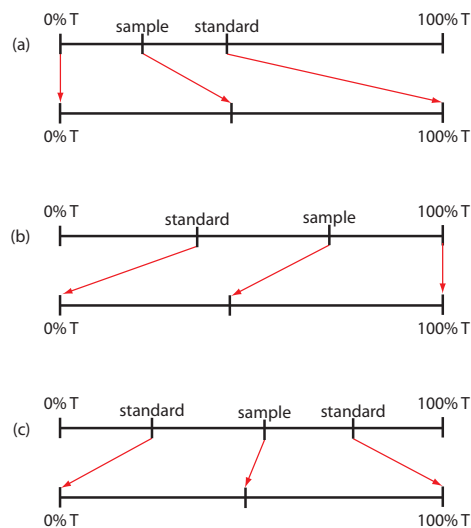 0% T sample standard 100% T
(a)
0% T 100% T
0% T standard sample 100% T
(b)
0% T 100% T
0% T standard sample standard 100% T
(c)
0% T 100% T